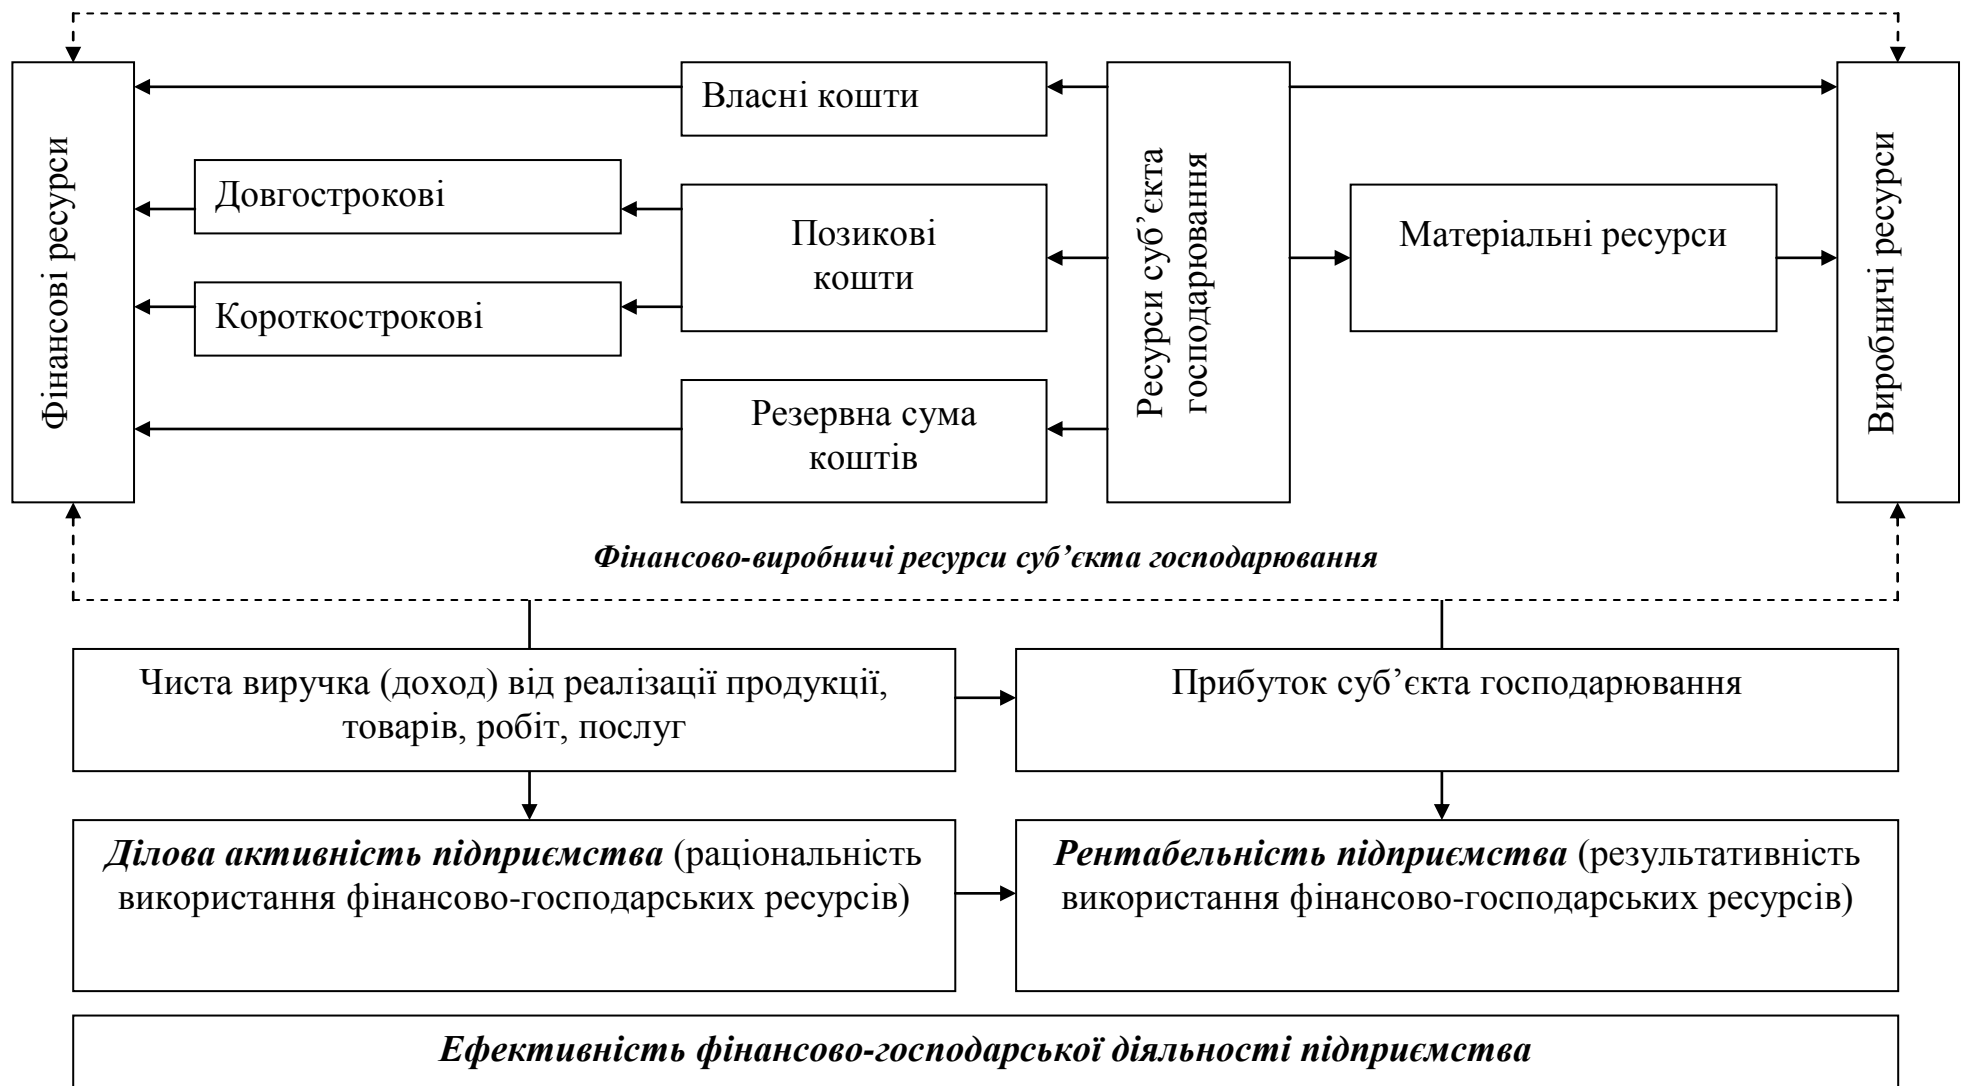 Фінансові ресурси
Власні кошти
Довгострокові
Короткострокові
Позикові
кошти
Резервна сума
коштів
Ресурси суб’єкта
господарювання
Матеріальні ресурси
Виробничі ресурси
Фінансово-виробничі ресурси суб’єкта господарювання
Чиста виручка (доход) від реалізації продукції,
товарів, робіт, послуг
Прибуток суб’єкта господарювання
Ділова активність підприємства (раціональність
використання фінансово-господарських ресурсів)
Рентабельність підприємства (результативність
використання фінансово-господарських ресурсів)
Ефективність фінансово-господарської діяльності підприємства